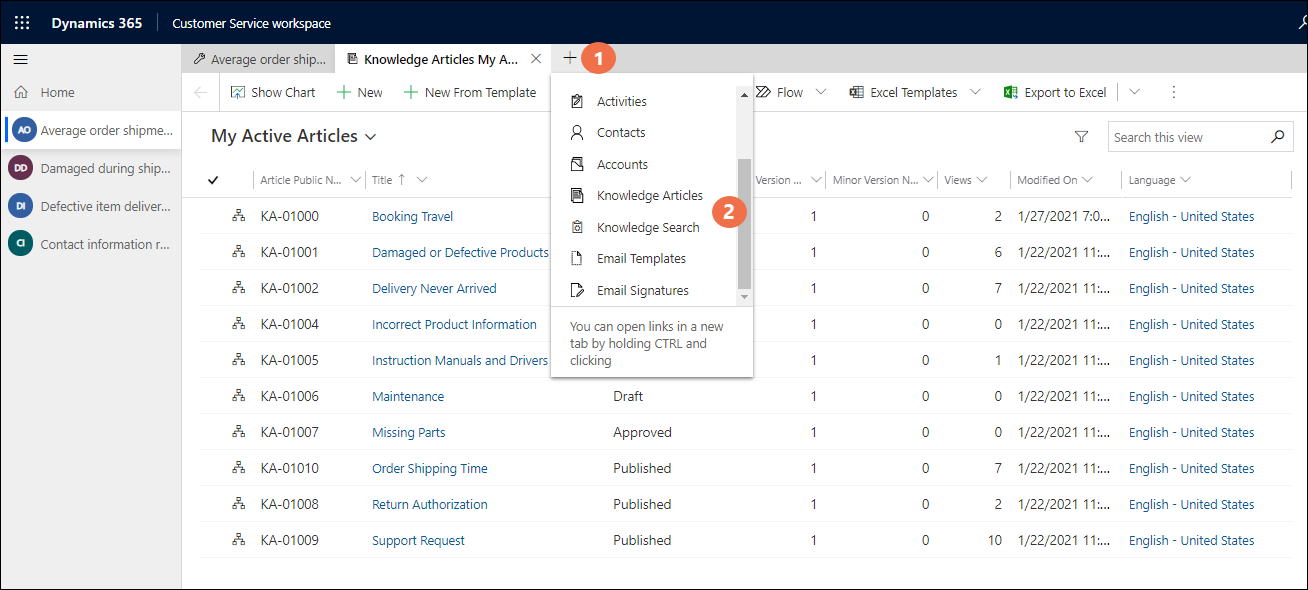 Dynamics 365 Customer Service workspace
Average order ship...
Knowledge Articles My A...
1
Home
AO Average order shipme...
DD Damaged during ship...
DI Defective item deliver...
CI Contact information r...
Show Chart
New
New From Template
Flow
Excel Templates
Export to Excel
Activities
Contacts
Accounts
Knowledge Articles
Knowledge Search
Email Templates
Email Signatures
2
You can open links in a new
tab by holding CTRL and
clicking
My Active Articles
Search this view
Article Public N... Title Version ... Minor Version N... Views Modified On Language
KA-01000 Booking Travel 1 0 2 1/27/2021 7:0... English - United States
KA-01001 Damaged or Defective Products 1 0 6 1/22/2021 11:... English - United States
KA-01002 Delivery Never Arrived 1 0 7 1/22/2021 11:... English - United States
KA-01004 Incorrect Product Information 1 0 0 1/22/2021 11:... English - United States
KA-01005 Instruction Manuals and Drivers 1 0 1 1/22/2021 11:... English - United States
KA-01006 Maintenance Draft 1 0 0 1/22/2021 11:... English - United States
KA-01007 Missing Parts Approved 1 0 0 1/22/2021 11:... English - United States
KA-01010 Order Shipping Time Published 1 0 7 1/22/2021 11:... English - United States
KA-01008 Return Authorization Published 1 0 2 1/22/2021 11:... English - United States
KA-01009 Support Request Published 1 0 10 1/22/2021 11:... English - United States